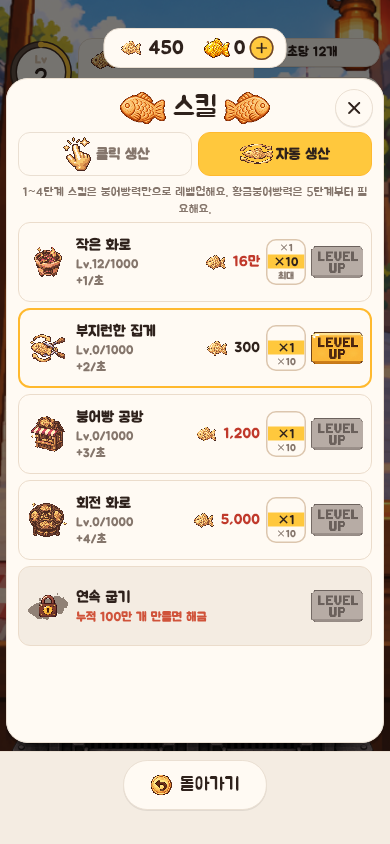 450
0
초당 12개
Lv
2
스킬
클릭 생산
자동 생산
1~4단계 스킬은 붕어빵력만으로 레벨업해요. 황금붕어빵력은 5단계부터 필
요해요.
작은 화로
Lv.12/1000
+1/초
16만
×1
×10
최대
LEVEL
UP
부지런한 집게
Lv.0/1000
+2/초
300
×1
×10
LEVEL
UP
붕어빵 공방
Lv.0/1000
+3/초
1,200
×1
×10
LEVEL
UP
회전 화로
Lv.0/1000
+4/초
5,000
×1
×10
LEVEL
UP
연속 굽기
누적 100만 개 만들면 해금
LEVEL
UP
돌아가기